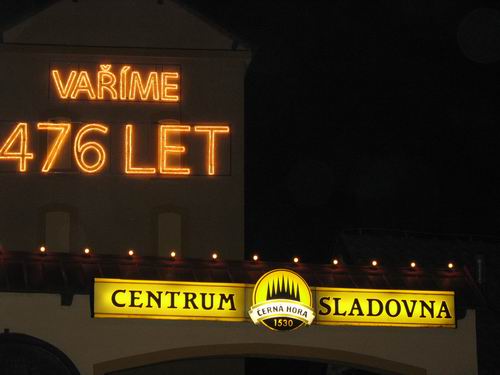 VAŘÍME
476 LET
CENTRUM
ČERNÁ HORA
1530
SLADOVNA